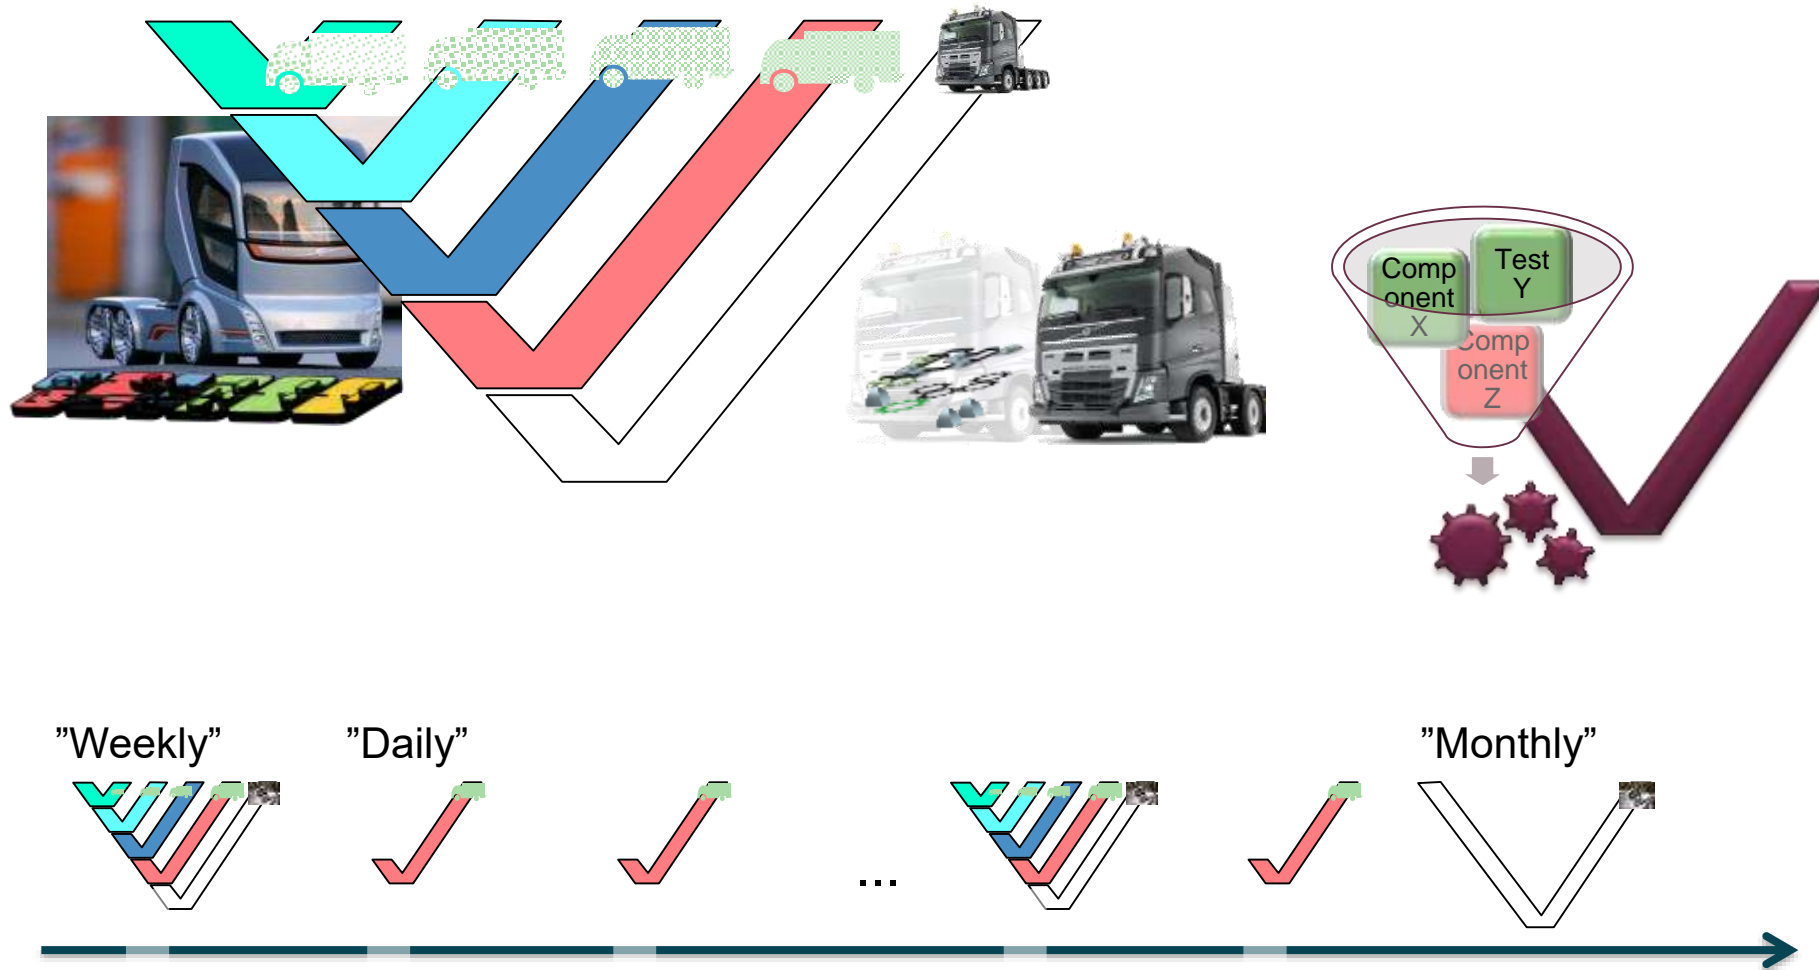 Comp
onent
X
Test
Y
Comp
onent
Z
”Weekly”
”Daily”
”Monthly”
...